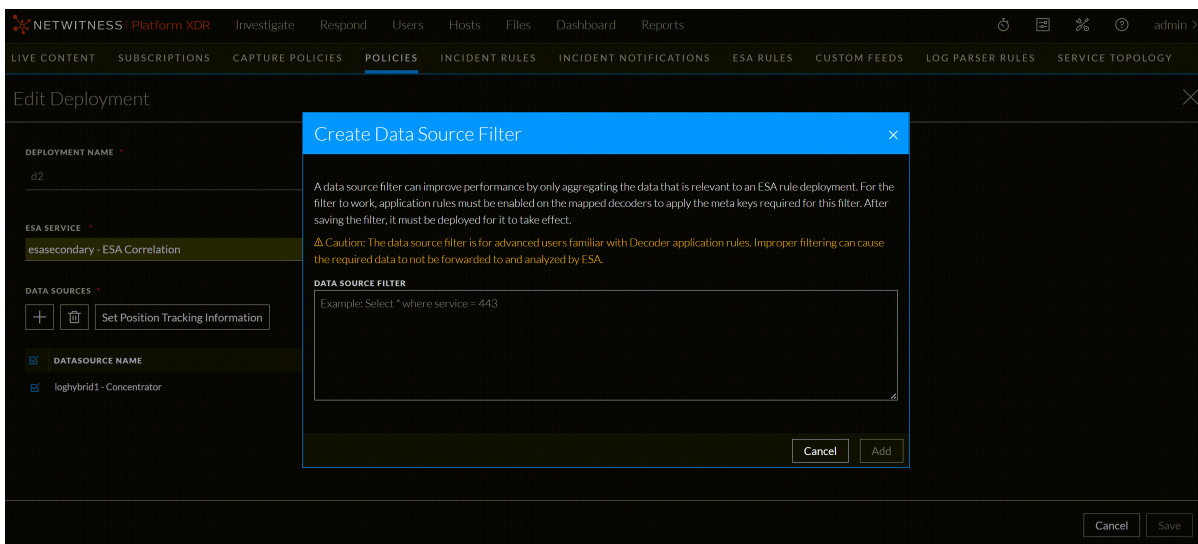 NETWITNESS Platform XDR Investigate Respond Users Hosts Files Dashboard Reports admin
LIVE CONTENT SUBSCRIPTIONS CAPTURE POLICIES POLICIES INCIDENT RULES INCIDENT NOTIFICATIONS ESA RULES CUSTOM FEEDS LOG PARSER RULES SERVICE TOPOLOGY
Edit Deployment
DEPLOYMENT NAME *
d2
ESA SERVICE *
esasecondary - ESA Correlation
DATA SOURCES *
Set Position Tracking Information
DATASOURCE NAME
loghybrid1 - Concentrator
Create Data Source Filter
A data source filter can improve performance by only aggregating the data that is relevant to an ESA rule deployment. For the
filter to work, application rules must be enabled on the mapped decoders to apply the meta keys required for this filter. After
saving the filter, it must be deployed for it to take effect.
Caution: The data source filter is for advanced users familiar with Decoder application rules. Improper filtering can cause
the required data to not be forwarded to and analyzed by ESA.
DATA SOURCE FILTER
Example: Select * where service = 443
Cancel Add
Cancel Save